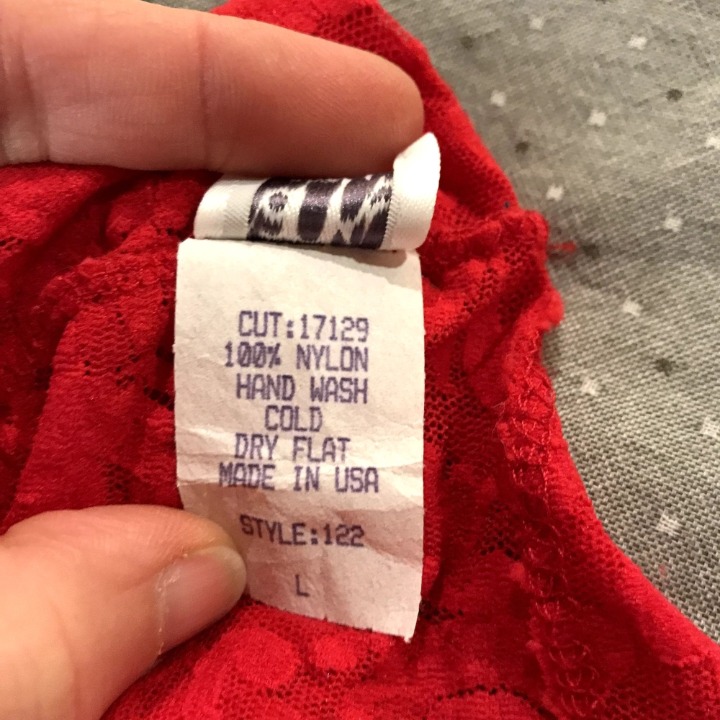 CUT:17129
100% NYLON
HAND WASH
COLD
DRY FLAT
MADE IN USA
STYLE:122
L